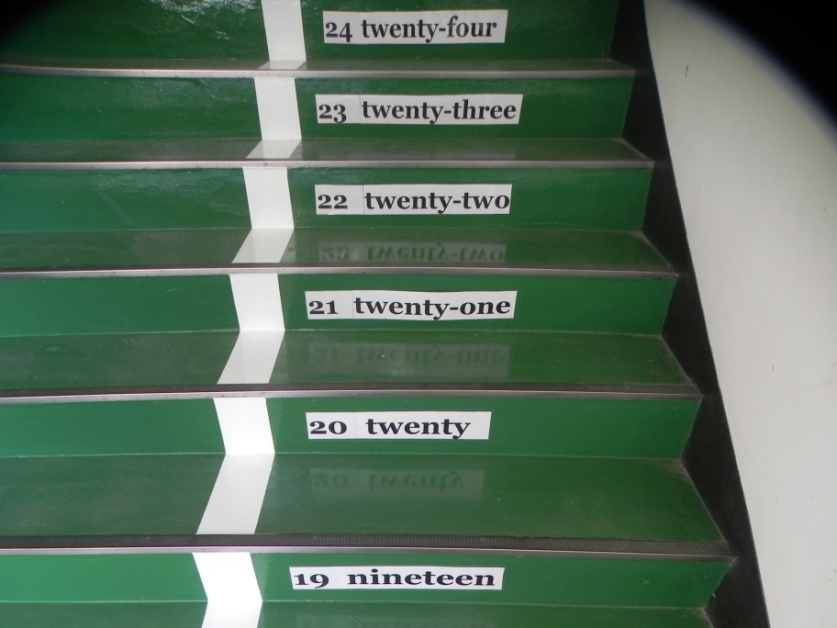 24 twenty-four
23 twenty-three
22 twenty-two
21 twenty-one
20 twenty
19 nineteen